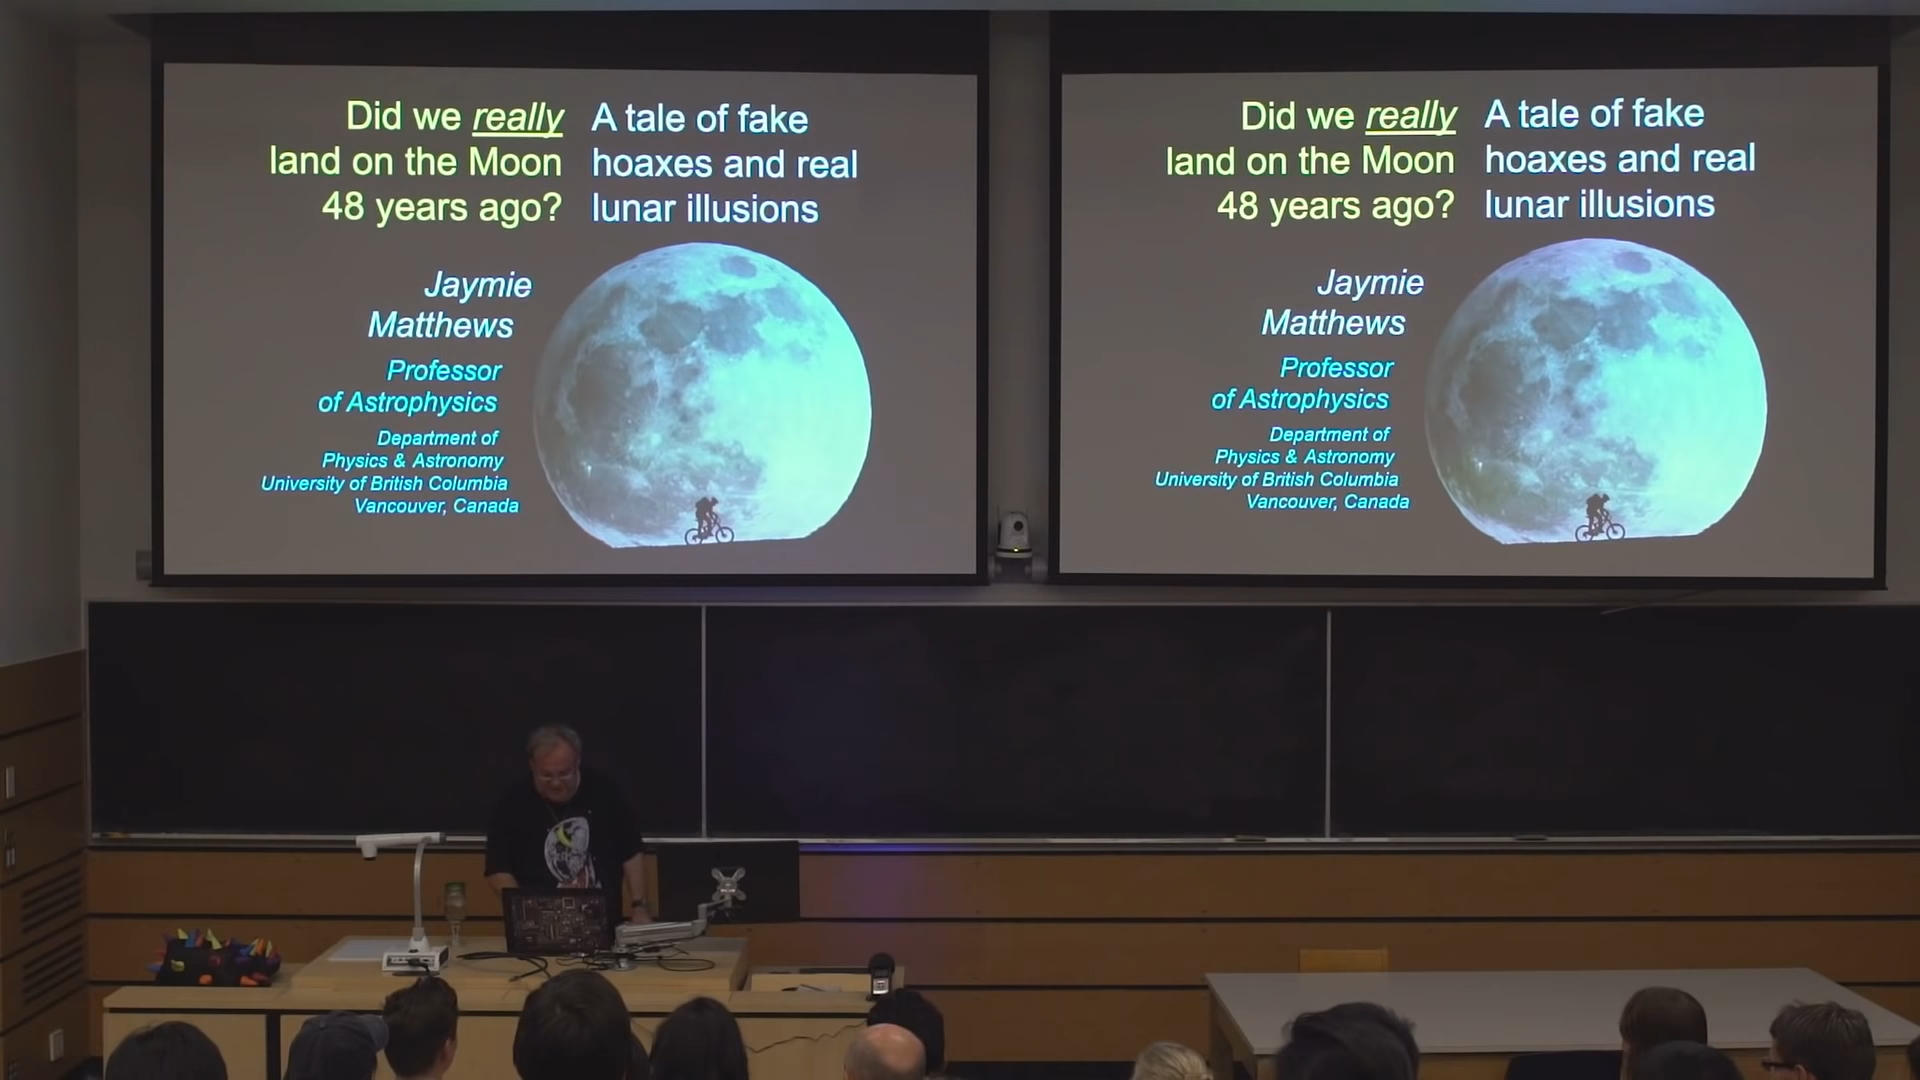 Did we really
land on the Moon
48 years ago?
A tale of fake
hoaxes and real
lunar illusions
Jaymie
Matthews
Professor
of Astrophysics
Department of
Physics & Astronomy
University of British Columbia
Vancouver, Canada
Did we really
land on the Moon
48 years ago?
A tale of fake
hoaxes and real
lunar illusions
Jaymie
Matthews
Professor
of Astrophysics
Department of
Physics & Astronomy
University of British Columbia
Vancouver, Canada